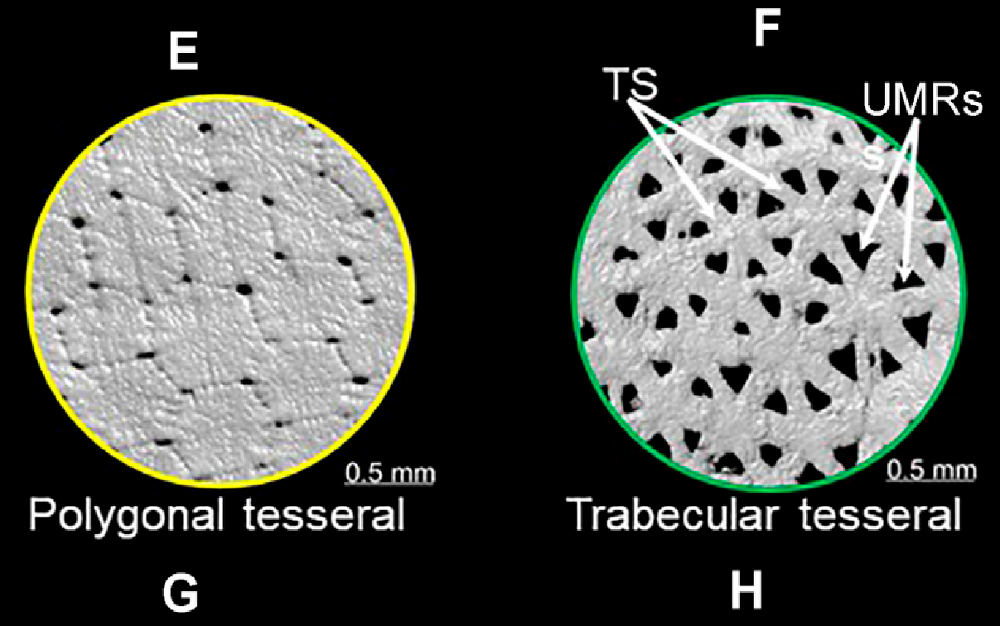 E
F
TS
UMRs
s
0.5 mm
0.5 mm
Polygonal tesseral
Trabecular tesseral
G
H